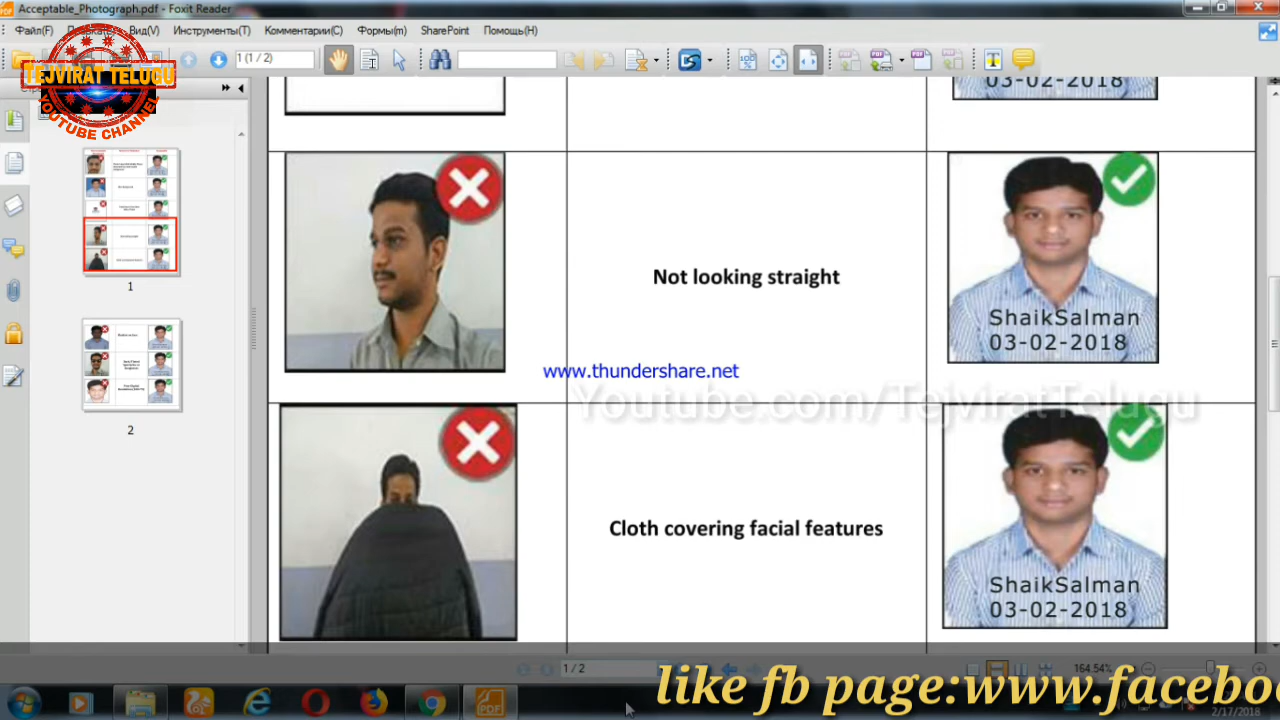 Acceptable_Photograph.pdf - Foxit Reader
Файл(F)
Вид(V)
Инструменты(T)
Комментарии(C)
Формы(m)
SharePoint
Помощь(H)
1 (1 / 2)
TEJVIRAT TELUGU
YOUTUBE CHANNEL
03-02-2018
Not looking straight
ShaikSalman
03-02-2018
www.thundershare.net
Youtube.com/TejviratTelugu
Cloth covering facial features
ShaikSalman
03-02-2018
1
2
1 / 2
164.54%
like fb page:www.facebo
2/17/2018